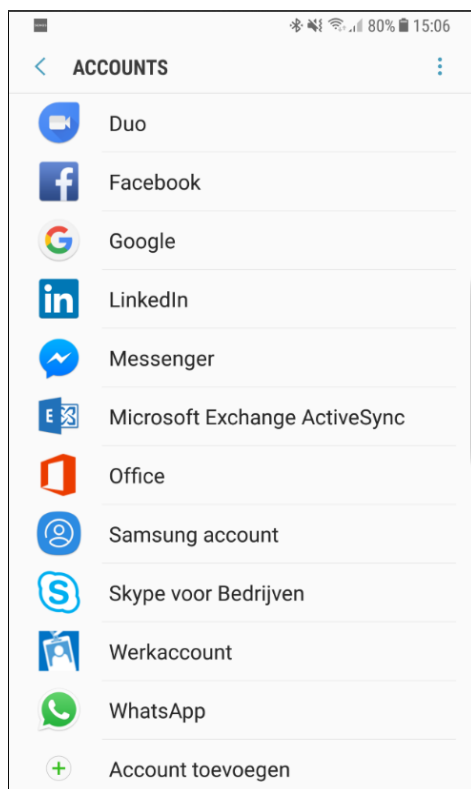 80% 15:06
ACCOUNTS
Duo
Facebook
Google
LinkedIn
Messenger
Microsoft Exchange ActiveSync
Office
Samsung account
Skype voor Bedrijven
Werkaccount
WhatsApp
Account toevoegen